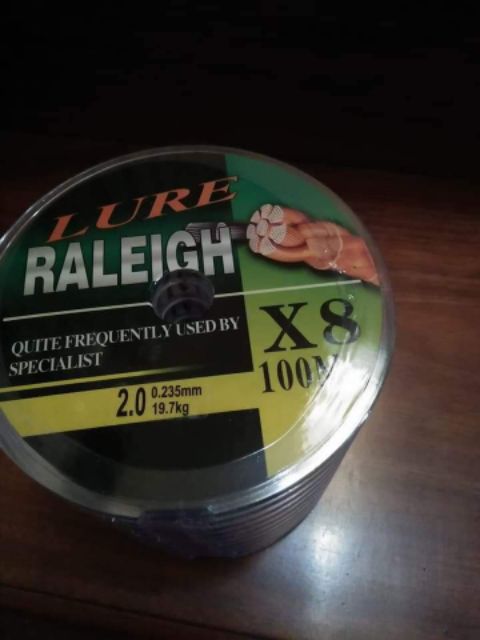 LURE
RALEIGH
QUITE FREQUENTLY USED BY
SPECIALIST
X8
100M
2.0 0.235mm
19.7kg